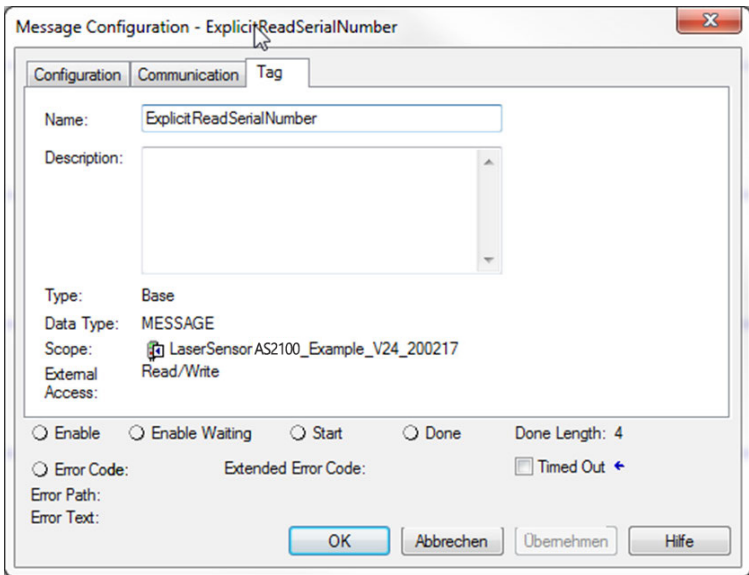 Message Configuration - ExplicitReadSerialNumber
Configuration Communication Tag
Name: ExplicitReadSerialNumber
Description:
Type: Base
Data Type: MESSAGE
Scope: LaserSensor AS2100_Example_V24_200217
External Access: Read/Write
Enable Enable Waiting Start Done Done Length: 4
Error Code: Extended Error Code: Timed Out
Error Path:
Error Text:
OK Abbrechen Übernehmen Hilfe